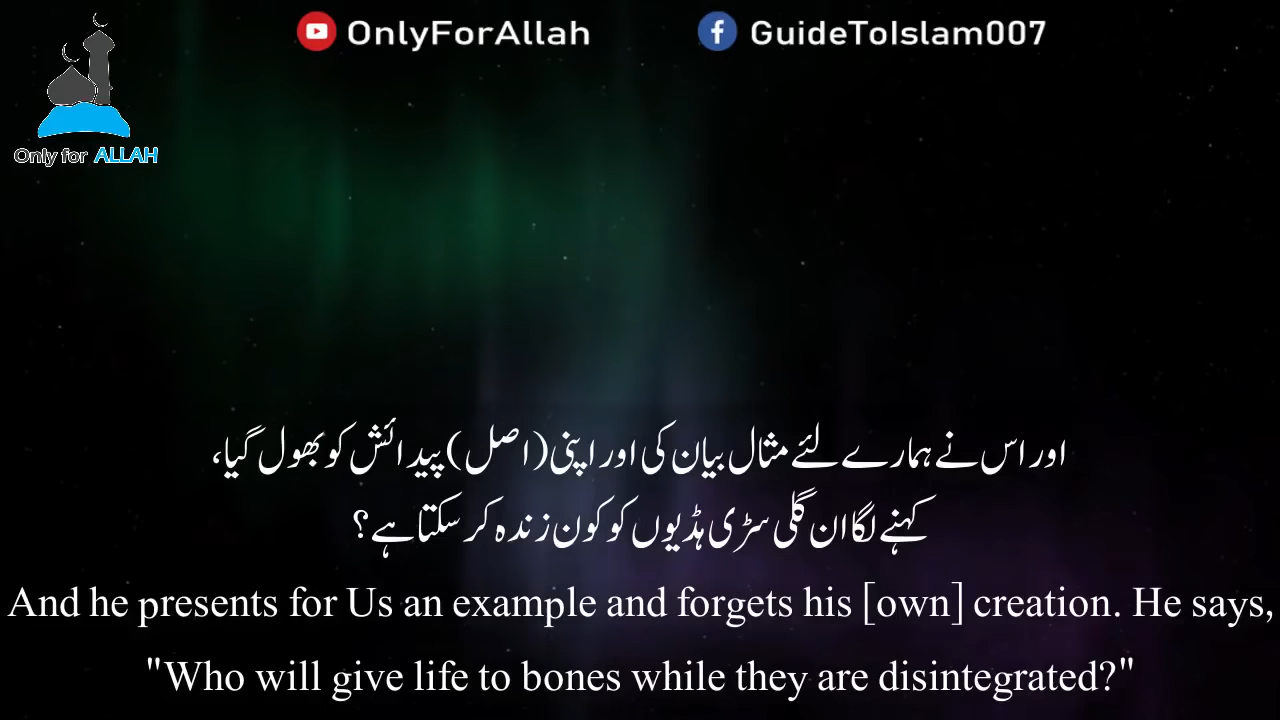 OnlyForAllah
GuideToIslam007
Only for ALLAH
اور اس نے ہمارے لئے مثال بیان کی اور اپنی (اصل) پیدائش کو بھول گیا،
کہنے لگا ان گلی سڑی ہڈیوں کو کون زندہ کر سکتا ہے؟
And he presents for Us an example and forgets his [own] creation. He says,
"Who will give life to bones while they are disintegrated?"